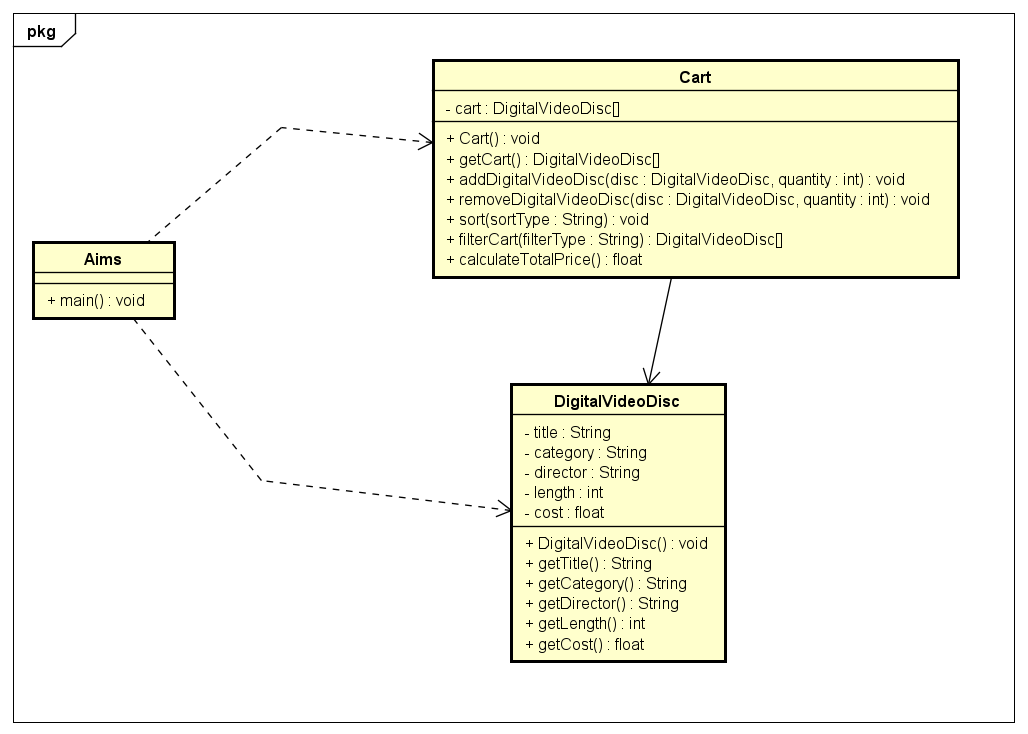 pkg
Cart
- cart : DigitalVideoDisc[]
+ Cart() : void
+ getCart() : DigitalVideoDisc[]
+ addDigitalVideoDisc(disc : DigitalVideoDisc, quantity : int) : void
+ removeDigitalVideoDisc(disc : DigitalVideoDisc, quantity : int) : void
+ sort(sortType : String) : void
+ filterCart(filterType : String) : DigitalVideoDisc[]
+ calculateTotalPrice() : float
Aims
+ main() : void
DigitalVideoDisc
- title : String
- category : String
- director : String
- length : int
- cost : float
+ DigitalVideoDisc() : void
+ getTitle() : String
+ getCategory() : String
+ getDirector() : String
+ getLength() : int
+ getCost() : float